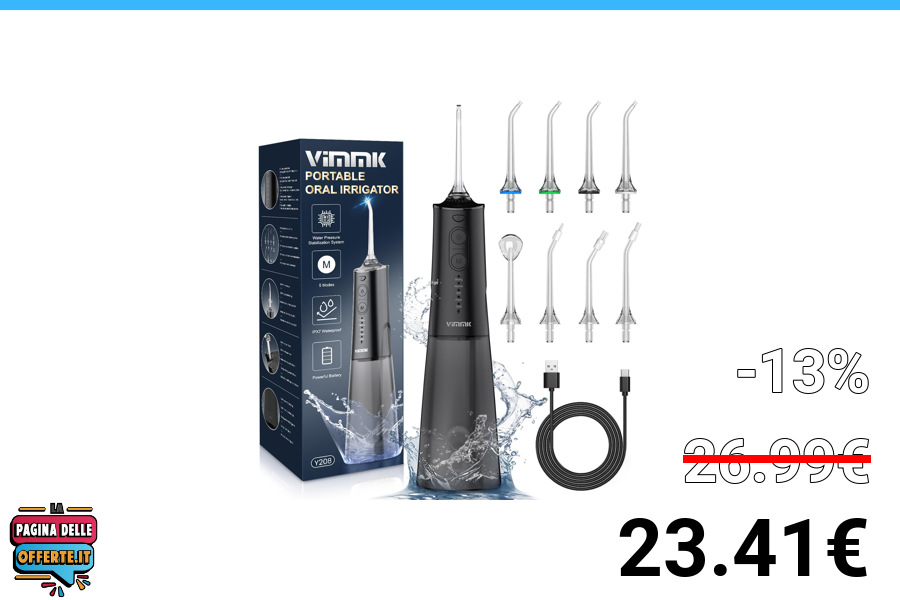 ViMMK
PORTABLE
ORAL IRRIGATOR
Water Pressure
Stabilization System
M
5 Modes
IPX7 Waterproof
Powerful Battery
ViMMK
Y208
ViMMK
-13%
26.99€
23.41€
LA
PAGINA DELLE
OFFERTE.IT